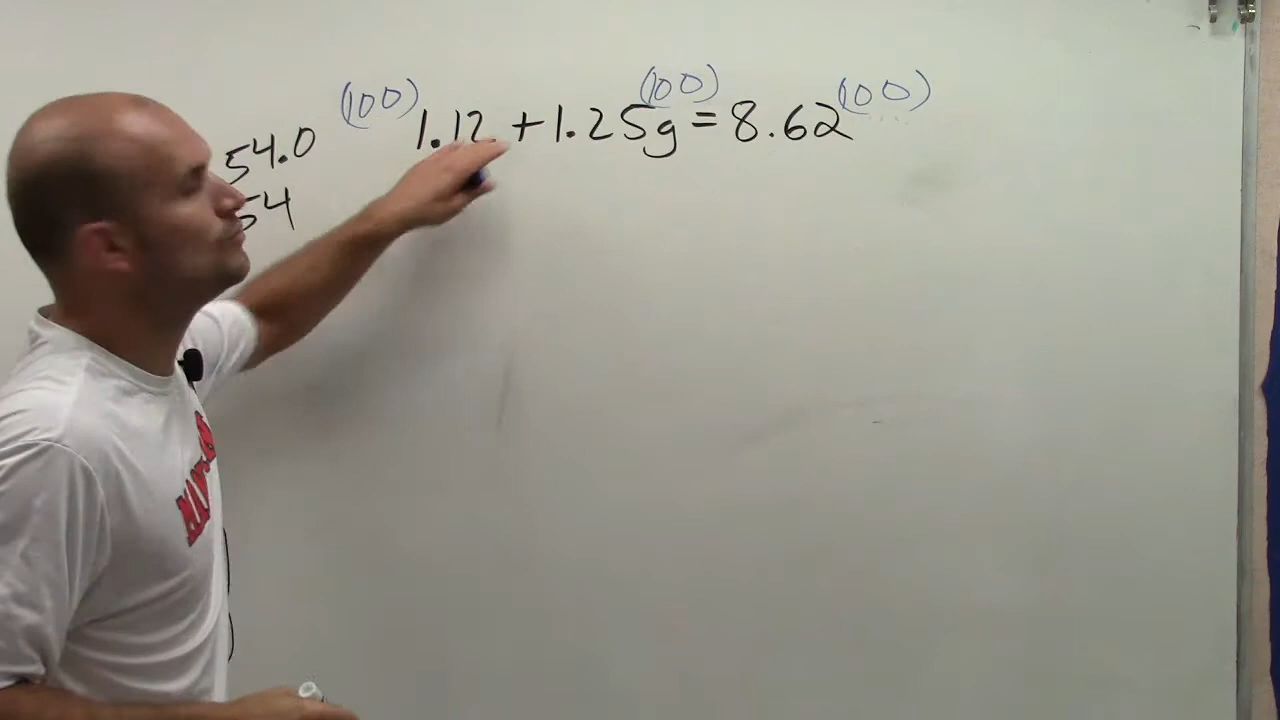 (100) (100) (100)
1.12 + 1.25g = 8.62
54.0
54